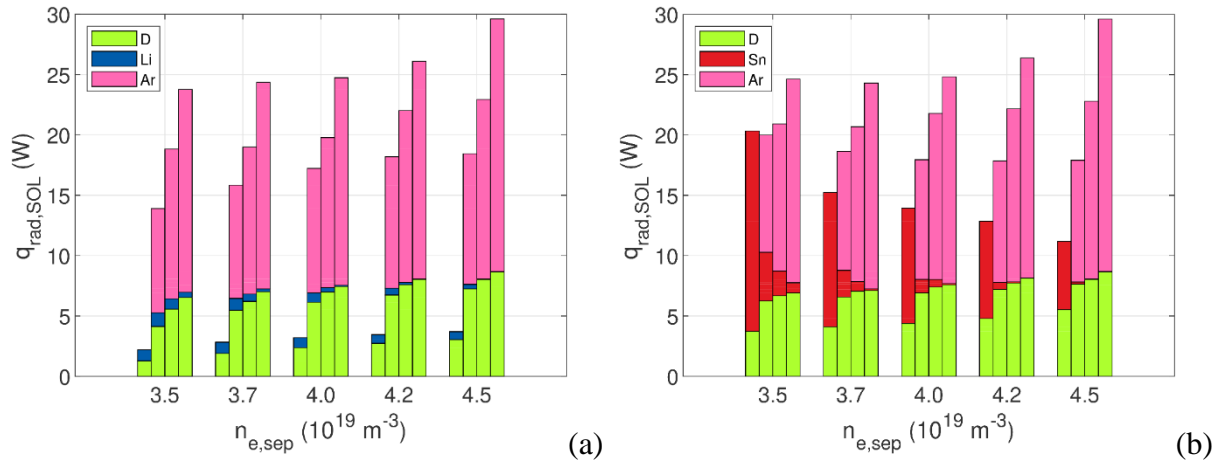 30
25
20
15
10
5
0
q_rad,SOL (W)
D
Li
Ar
3.5 3.7 4.0 4.2 4.5
n_e,sep (10^19 m^-3)
(a)
30
25
20
15
10
5
0
q_rad,SOL (W)
D
Sn
Ar
3.5 3.7 4.0 4.2 4.5
n_e,sep (10^19 m^-3)
(b)